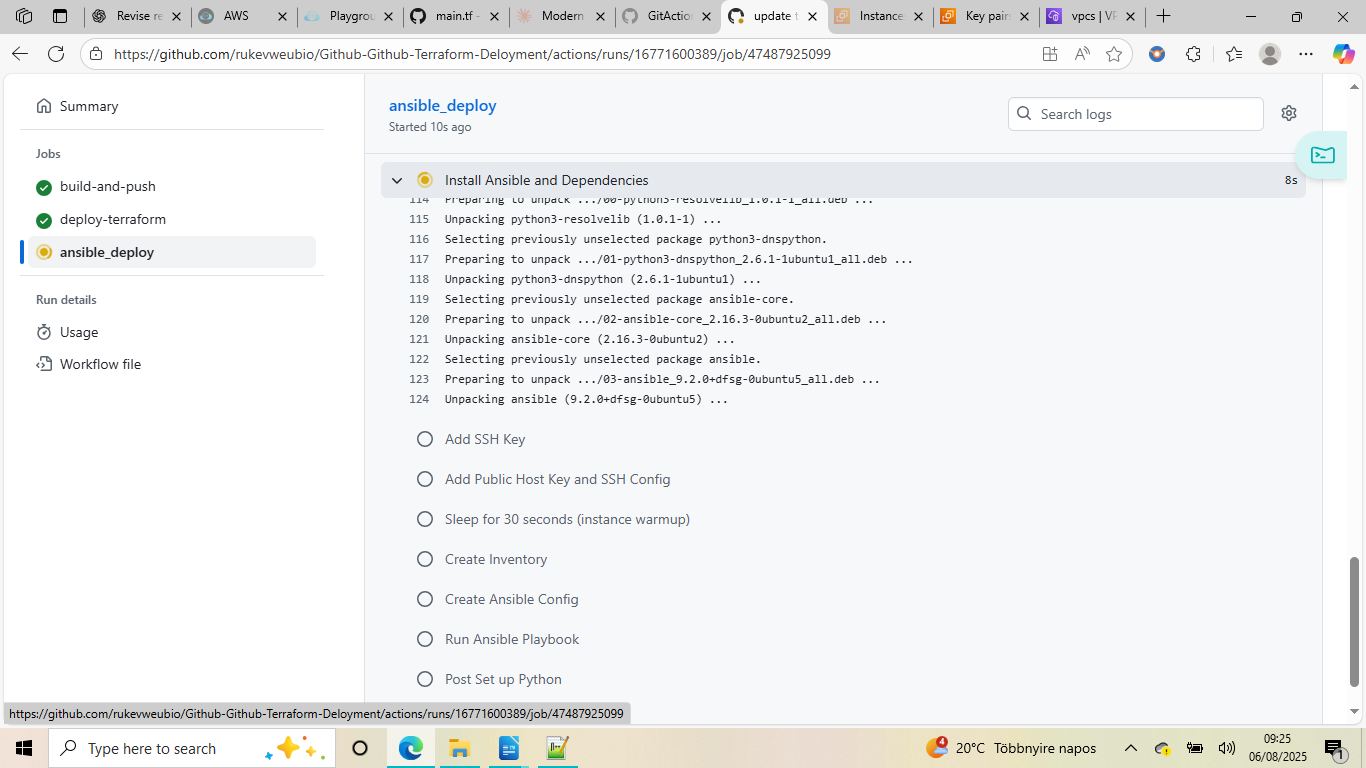 Revise re
AWS
Playgrou
main.tf -
Modern
GitAction
update t
Instance
Key pair
vpcs | VP
https://github.com/rukevweubio/Github-Github-Terraform-Deloyment/actions/runs/16771600389/job/47487925099
Summary
Jobs
build-and-push
deploy-terraform
ansible_deploy
Run details
Usage
Workflow file
ansible_deploy
Started 10s ago
Search logs
Install Ansible and Dependencies
8s
114 Preparing to unpack .../00-python3-resolvelib_1.0.1-1_all.deb ...
115 Unpacking python3-resolvelib (1.0.1-1) ...
116 Selecting previously unselected package python3-dnspython.
117 Preparing to unpack .../01-python3-dnspython_2.6.1-1ubuntu1_all.deb ...
118 Unpacking python3-dnspython (2.6.1-1ubuntu1) ...
119 Selecting previously unselected package ansible-core.
120 Preparing to unpack .../02-ansible-core_2.16.3-0ubuntu2_all.deb ...
121 Unpacking ansible-core (2.16.3-0ubuntu2) ...
122 Selecting previously unselected package ansible.
123 Preparing to unpack .../03-ansible_9.2.0+dfsg-0ubuntu5_all.deb ...
124 Unpacking ansible (9.2.0+dfsg-0ubuntu5) ...
Add SSH Key
Add Public Host Key and SSH Config
Sleep for 30 seconds (instance warmup)
Create Inventory
Create Ansible Config
Run Ansible Playbook
Post Set up Python
https://github.com/rukevweubio/Github-Github-Terraform-Deloyment/actions/runs/16771600389/job/47487925099
Type here to search
4
20°C Többnyire napos
09:25
06/08/2025
1